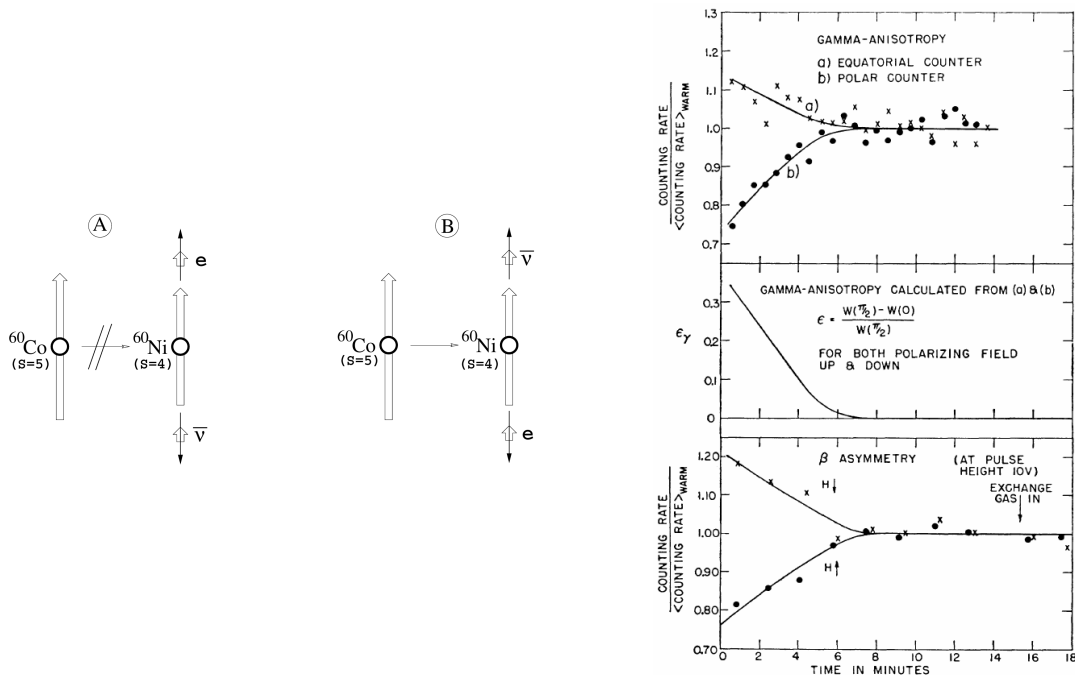 A
e
60Co
(S=5)
60Ni
(S=4)
ν̅
B
ν̅
60Co
(S=5)
60Ni
(S=4)
e
1.3
1.2
1.1
1.0
0.9
0.8
0.7
COUNTING RATE
<COUNTING RATE>WARM
GAMMA-ANISOTROPY
a) EQUATORIAL COUNTER
b) POLAR COUNTER
a)
b)
0.3
0.2
0.1
0
ϵγ
GAMMA-ANISOTROPY CALCULATED FROM (a) & (b)
ϵ = W(π/2) - W(0)
W(π/2)
FOR BOTH POLARIZING FIELD
UP & DOWN
1.20
1.10
1.00
0.90
0.80
0.70
COUNTING RATE
<COUNTING RATE>WARM
β ASYMMETRY
(AT PULSE
HEIGHT 10V)
H ↓
EXCHANGE
GAS IN
H ↑
0 2 4 6 8 10 12 14 16 18
TIME IN MINUTES